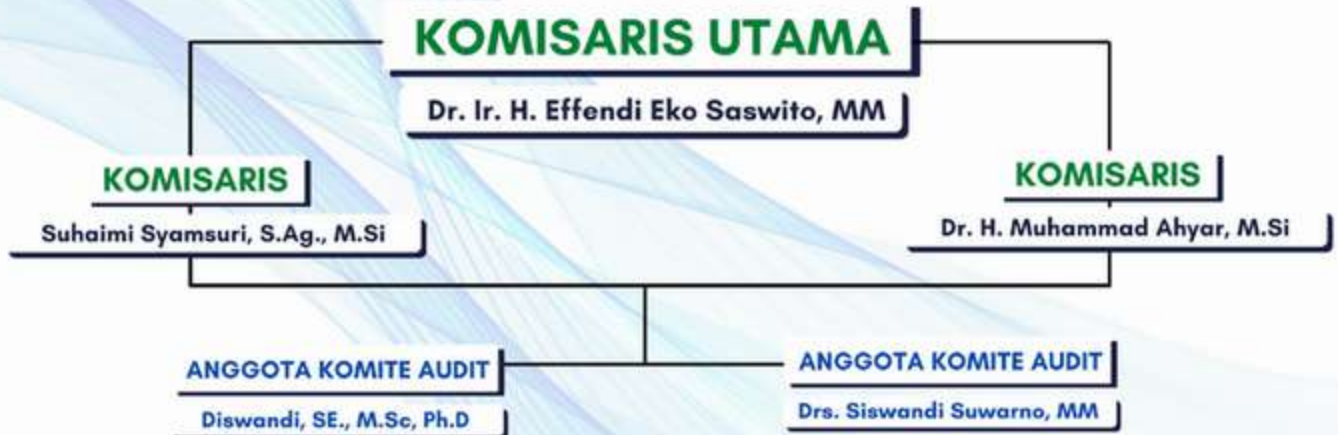 KOMISARIS UTAMA
Dr. Ir. H. Effendi Eko Saswito, MM
KOMISARIS
Suhaimi Syamsuri, S.Ag., M.Si
KOMISARIS
Dr. H. Muhammad Ahyar, M.Si
ANGGOTA KOMITE AUDIT
Diswandi, SE., M.Sc, Ph.D
ANGGOTA KOMITE AUDIT
Drs. Siswandi Suwarno, MM